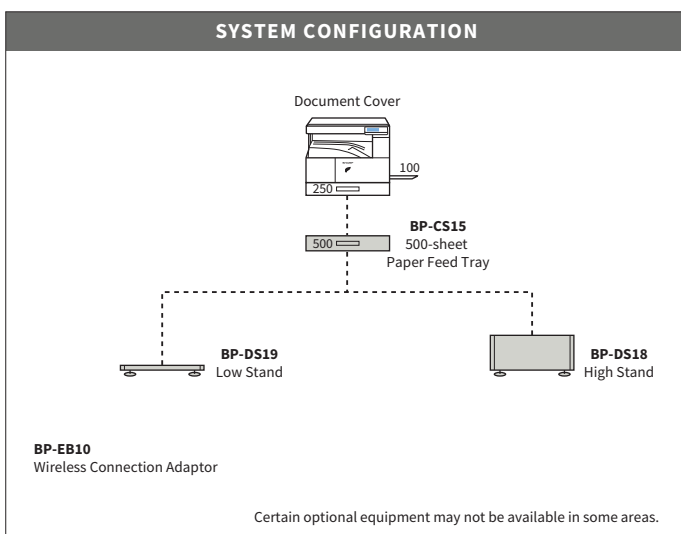 SYSTEM CONFIGURATION
Document Cover
100
250
BP-CS15
500
500-sheet
Paper Feed Tray
BP-DS19
Low Stand
BP-DS18
High Stand
BP-EB10
Wireless Connection Adaptor
Certain optional equipment may not be available in some areas.